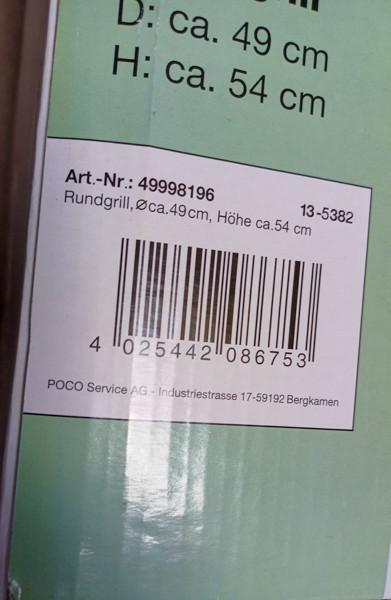 D: ca. 49 cm
H: ca. 54 cm
Art.-Nr.: 49998196
13-5382
Rundgrill,Øca.49cm, Höhe ca.54 cm
4 025442 086753
POCO Service AG - Industriestrasse 17-59192 Bergkamen